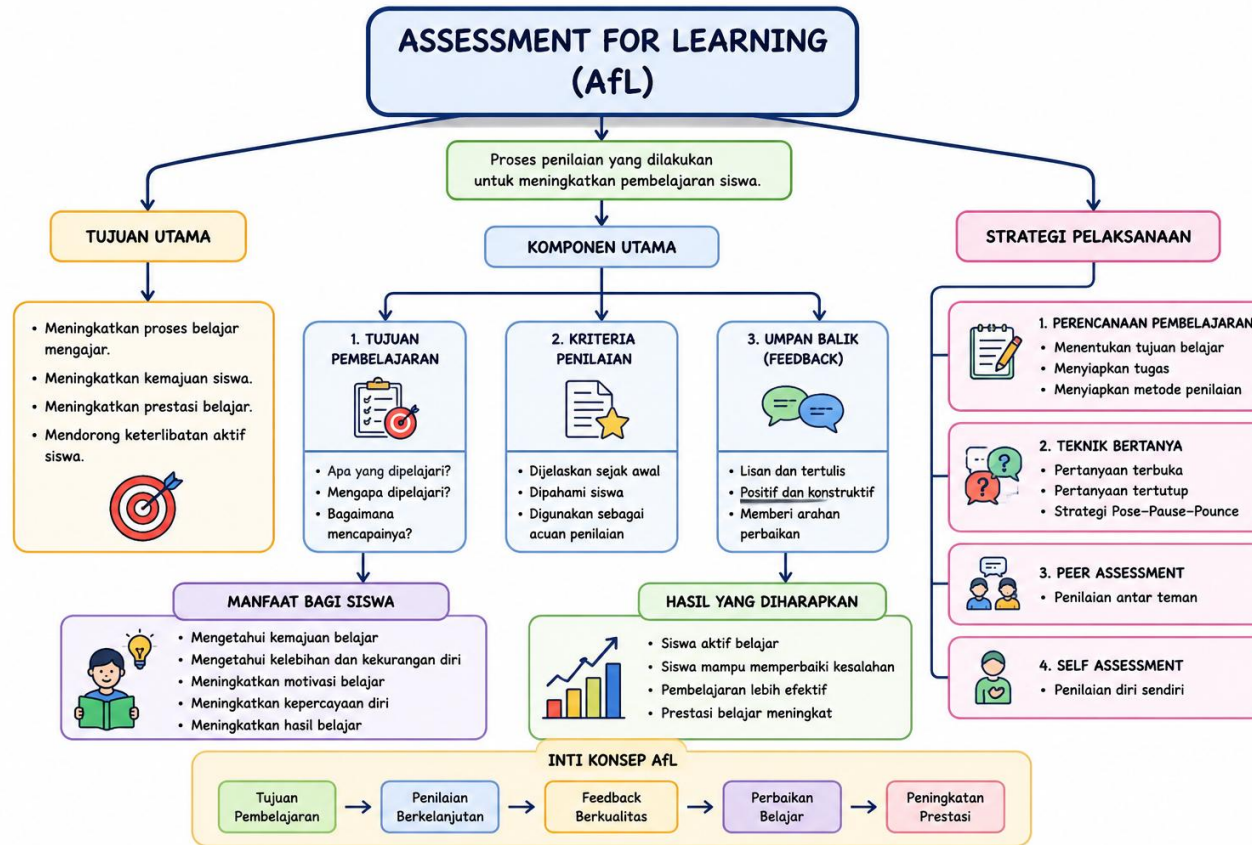 ASSESSMENT FOR LEARNING
(AfL)
Proses penilaian yang dilakukan
untuk meningkatkan pembelajaran siswa.
TUJUAN UTAMA
• Meningkatkan proses belajar
mengajar.
• Meningkatkan kemajuan siswa.
• Meningkatkan prestasi belajar.
• Mendorong keterlibatan aktif
siswa.
KOMPONEN UTAMA
1. TUJUAN
PEMBELAJARAN
• Apa yang dipelajari?
• Mengapa dipelajari?
• Bagaimana
mencapainya?
2. KRITERIA
PENILAIAN
• Dijelaskan sejak awal
• Dipahami siswa
• Digunakan sebagai
acuan penilaian
3. UMPAN BALIK
(FEEDBACK)
• Lisan dan tertulis
• Positif dan konstruktif
• Memberi arahan
perbaikan
STRATEGI PELAKSANAAN
1. PERENCANAAN PEMBELAJARAN
• Menentukan tujuan belajar
• Menyiapkan tugas
• Menyiapkan metode penilaian
2. TEKNIK BERTANYA
• Pertanyaan terbuka
• Pertanyaan tertutup
• Strategi Pose–Pause–Pounce
3. PEER ASSESSMENT
• Penilaian antar teman
4. SELF ASSESSMENT
• Penilaian diri sendiri
MANFAAT BAGI SISWA
• Mengetahui kemajuan belajar
• Mengetahui kelebihan dan kekurangan diri
• Meningkatkan motivasi belajar
• Meningkatkan kepercayaan diri
• Meningkatkan hasil belajar
HASIL YANG DIHARAPKAN
• Siswa aktif belajar
• Siswa mampu memperbaiki kesalahan
• Pembelajaran lebih efektif
• Prestasi belajar meningkat
INTI KONSEP AfL
Tujuan
Pembelajaran
Penilaian
Berkelanjutan
Feedback
Berkualitas
Perbaikan
Belajar
Peningkatan
Prestasi